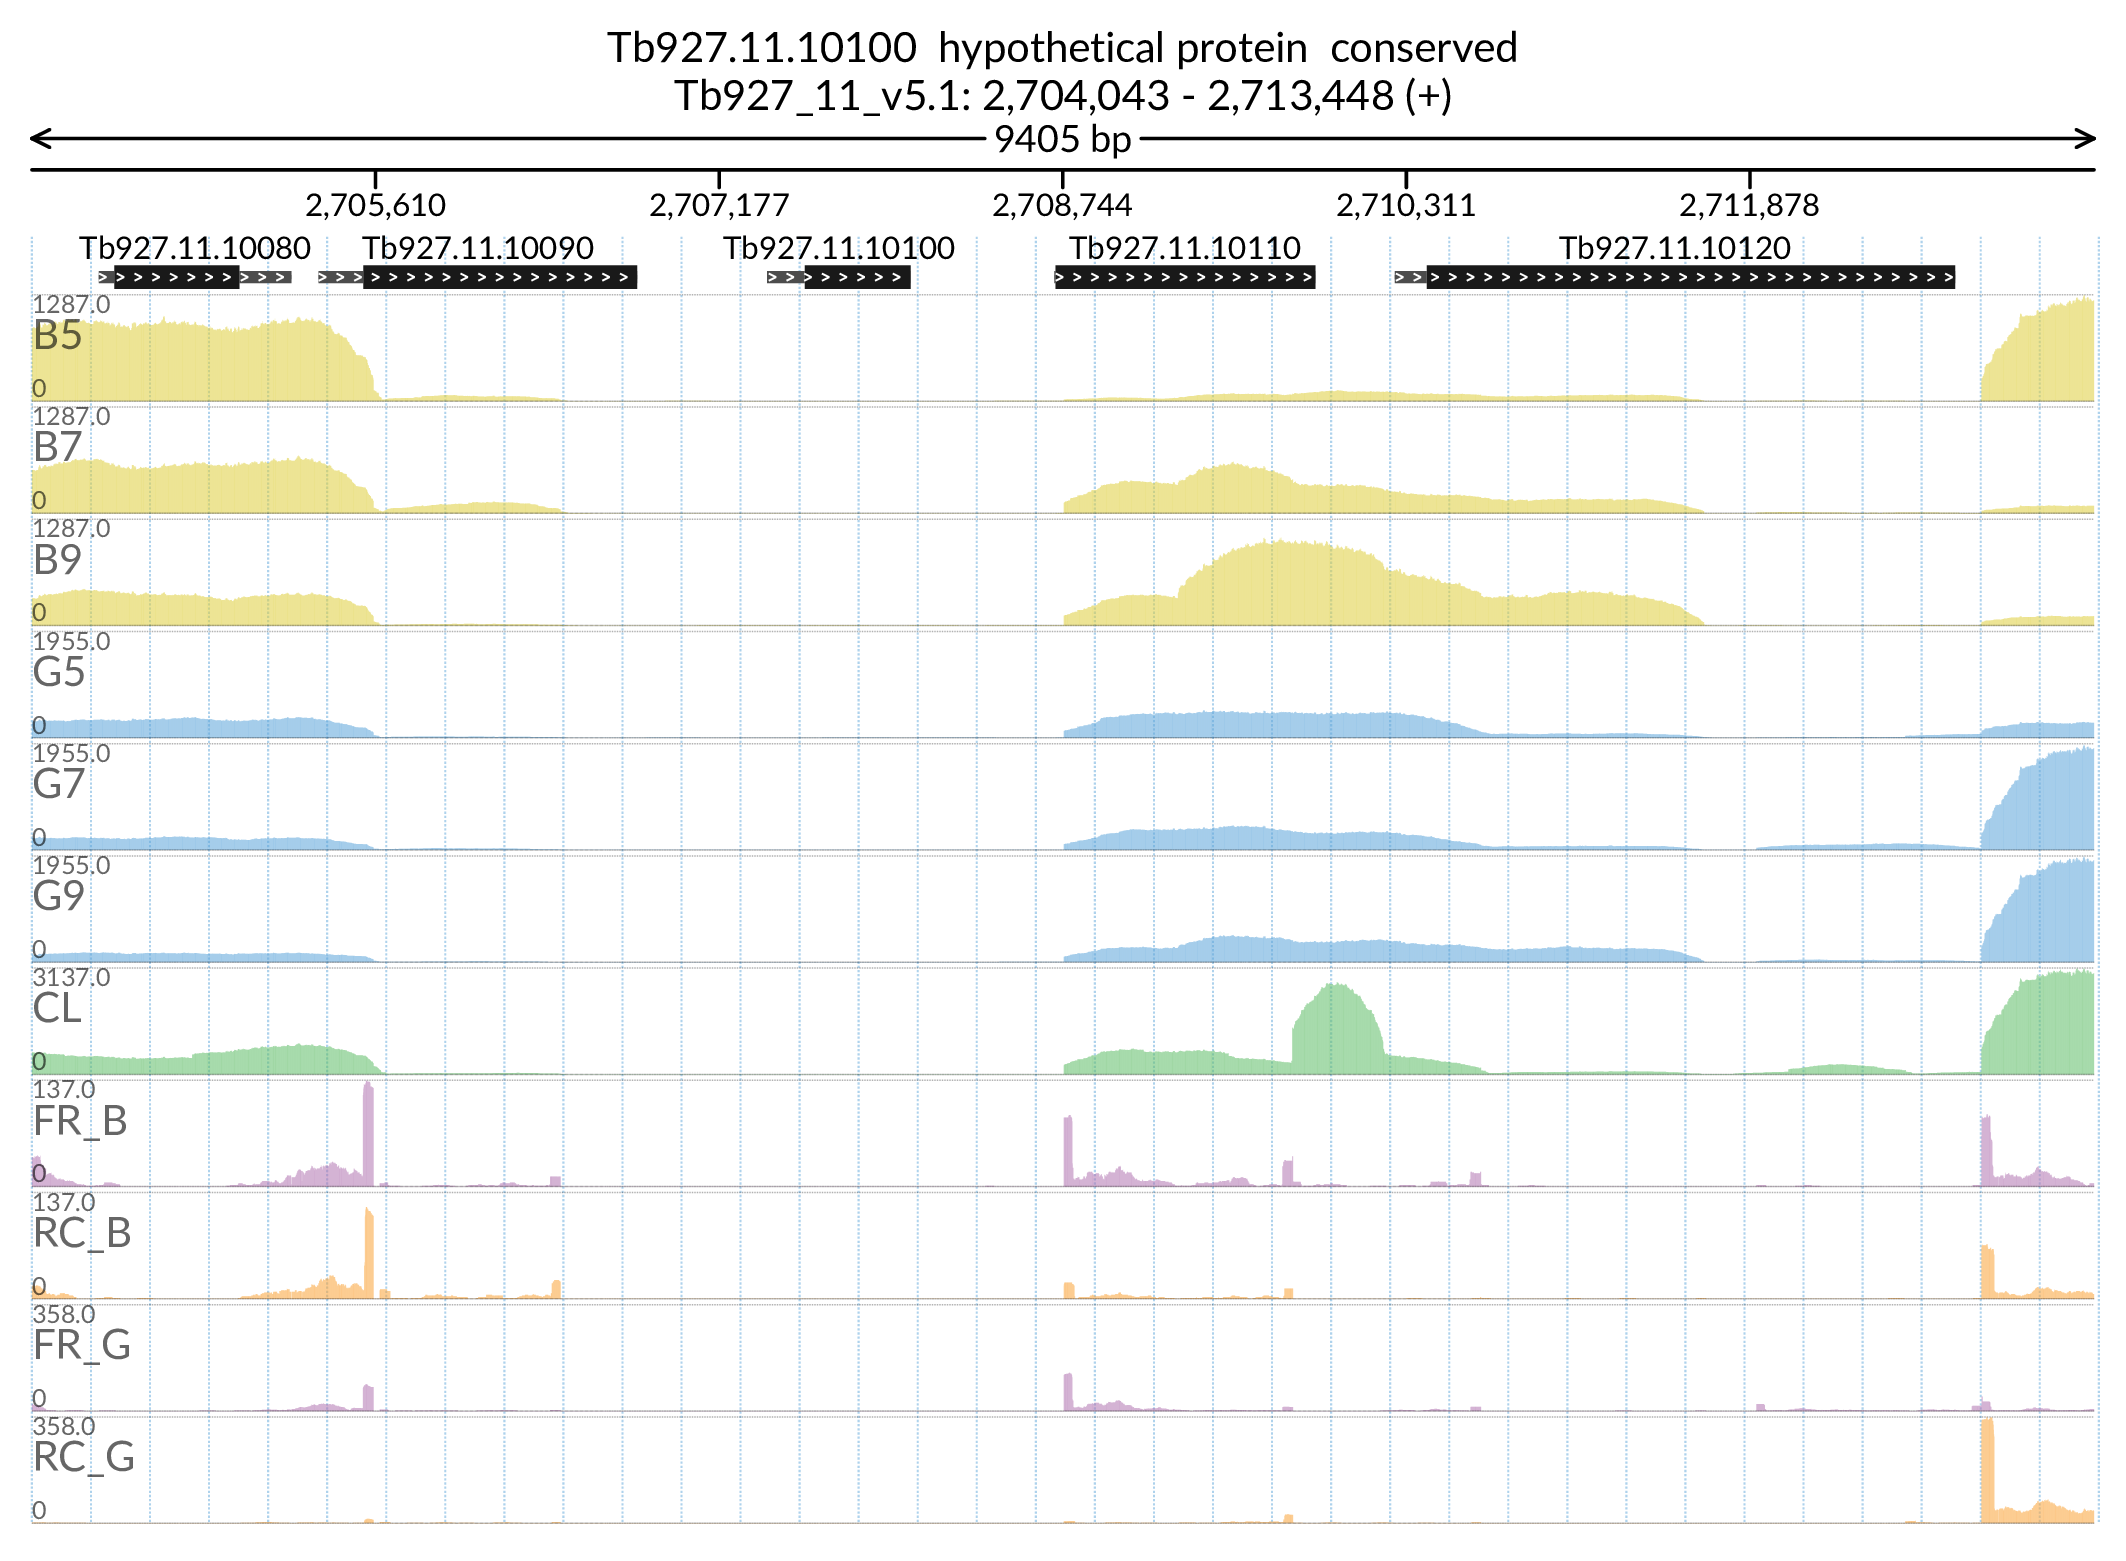 Tb927.11.10100 hypothetical protein conserved
Tb927_11_v5.1: 2,704,043 - 2,713,448 (+)
9405 bp
2,705,610 2,707,177 2,708,744 2,710,311 2,711,878
Tb927.11.10080 Tb927.11.10090 Tb927.11.10100 Tb927.11.10110 Tb927.11.10120
1287.0
B5
0
1287.0
B7
0
1287.0
B9
0
1955.0
G5
0
1955.0
G7
0
1955.0
G9
0
3137.0
CL
0
137.0
FR_B
0
137.0
RC_B
0
358.0
FR_G
0
358.0
RC_G
0